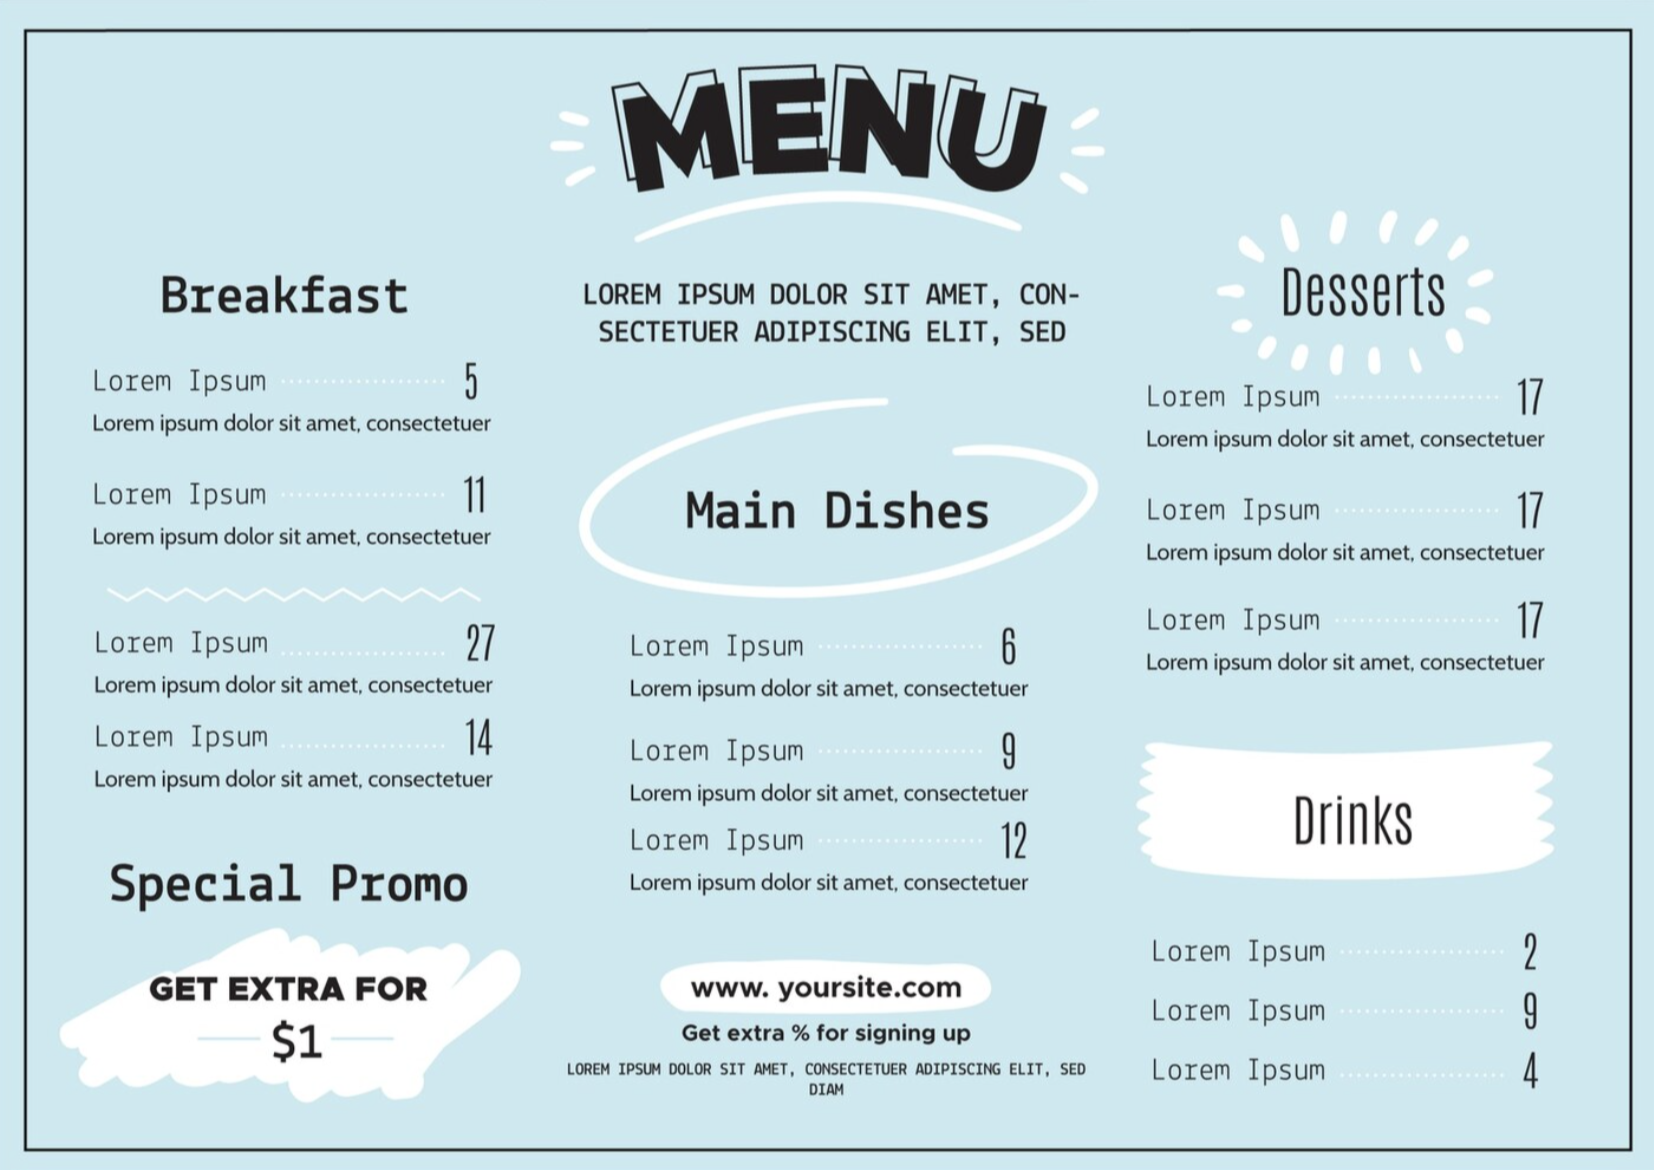 MENU
LOREM IPSUM DOLOR SIT AMET, CON-
SECTETUER ADIPISCING ELIT, SED
Breakfast
Lorem Ipsum 5
Lorem ipsum dolor sit amet, consectetuer
Lorem Ipsum 11
Lorem ipsum dolor sit amet, consectetuer
Lorem Ipsum 27
Lorem ipsum dolor sit amet, consectetuer
Lorem Ipsum 14
Lorem ipsum dolor sit amet, consectetuer
Special Promo
GET EXTRA FOR
$1
Main Dishes
Lorem Ipsum 6
Lorem ipsum dolor sit amet, consectetuer
Lorem Ipsum 9
Lorem ipsum dolor sit amet, consectetuer
Lorem Ipsum 12
Lorem ipsum dolor sit amet, consectetuer
www. yoursite.com
Get extra % for signing up
LOREM IPSUM DOLOR SIT AMET, CONSECTETUER ADIPISCING ELIT, SED
DIAM
Desserts
Lorem Ipsum 17
Lorem ipsum dolor sit amet, consectetuer
Lorem Ipsum 17
Lorem ipsum dolor sit amet, consectetuer
Lorem Ipsum 17
Lorem ipsum dolor sit amet, consectetuer
Drinks
Lorem Ipsum 2
Lorem Ipsum 9
Lorem Ipsum 4